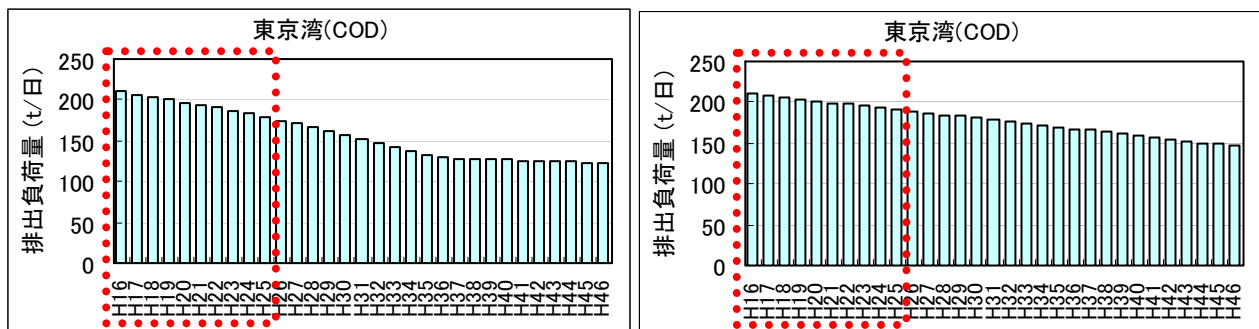 東京湾(COD)
排出負荷量 (t/日)
250
200
150
100
50
0
H16
H17
H18
H19
H20
H21
H22
H23
H24
H25
H26
H27
H28
H29
H30
H31
H32
H33
H34
H35
H36
H37
H38
H39
H40
H41
H42
H43
H44
H45
H46
東京湾(COD)
排出負荷量 (t/日)
250
200
150
100
50
0
H16
H17
H18
H19
H20
H21
H22
H23
H24
H25
H26
H27
H28
H29
H30
H31
H32
H33
H34
H35
H36
H37
H38
H39
H40
H41
H42
H43
H44
H45
H46